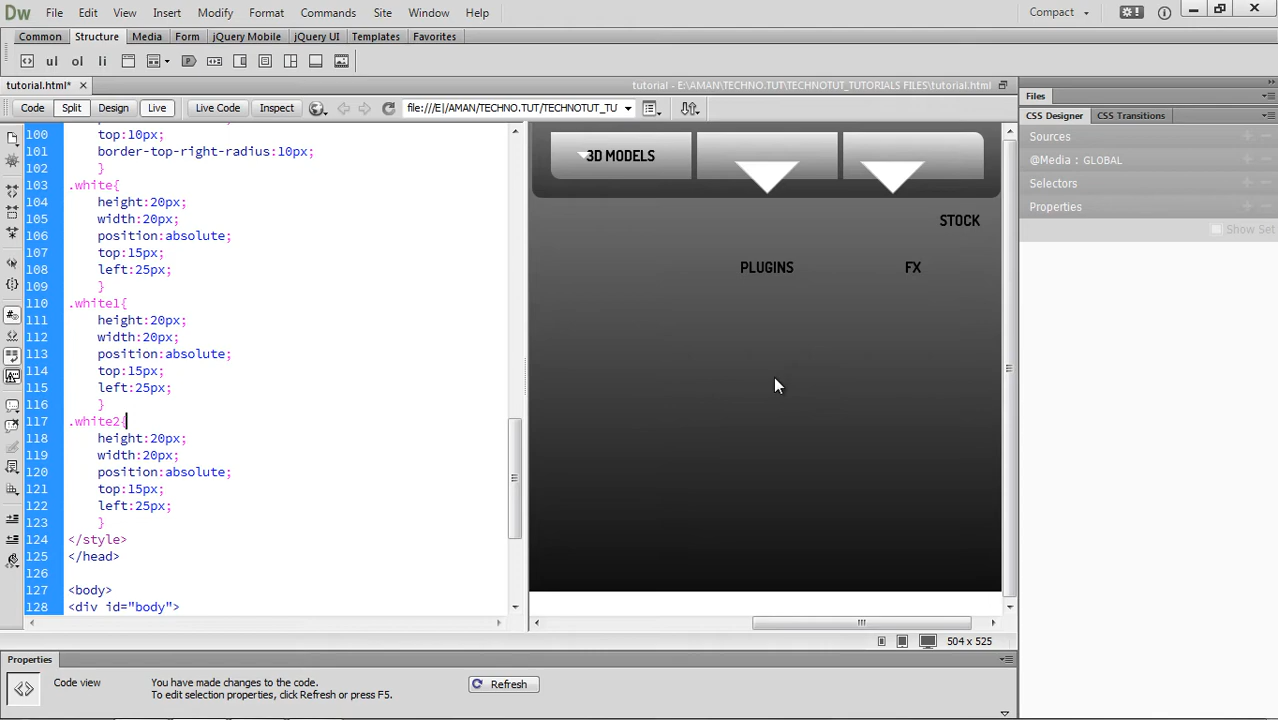 Dw File Edit View Insert Modify Format Commands Site Window Help Compact
Common Structure Media Form jQuery Mobile jQuery UI Templates Favorites
ul ol li
tutorial.html* tutorial - E:\AMAN\TECHNO.TUT\TECHNOTUT_TUTORIALS FILES\tutorial.html
Files
Code Split Design Live Live Code Inspect file:///E|/AMAN/TECHNO.TUT/TECHNOTUT_TU
CSS Designer CSS Transitions
Sources
@Media : GLOBAL
Selectors
Properties
Show Set
100 top:10px;
101 border-top-right-radius:10px;
102 }
103 .white{
104 height:20px;
105 width:20px;
106 position:absolute;
107 top:15px;
108 left:25px;
109 }
110 .white1{
111 height:20px;
112 width:20px;
113 position:absolute;
114 top:15px;
115 left:25px;
116 }
117 .white2{
118 height:20px;
119 width:20px;
120 position:absolute;
121 top:15px;
122 left:25px;
123 }
124 </style>
125 </head>
126
127 <body>
128 <div id="body">
3D MODELS
STOCK
PLUGINS FX
504 x 525
Properties
Code view You have made changes to the code. Refresh
To edit selection properties, click Refresh or press F5.